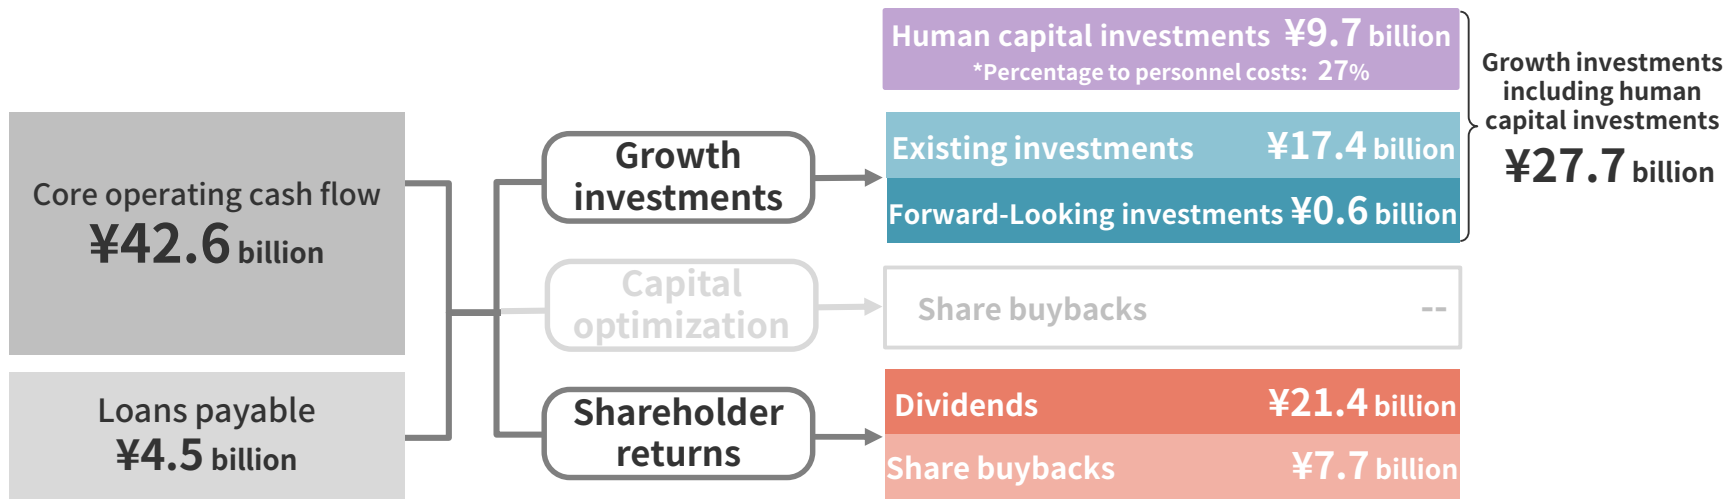 Core operating cash flow
¥42.6 billion
Loans payable
¥4.5 billion
Growth
investments
Capital
optimization
Shareholder
returns
Human capital investments ¥9.7 billion
*Percentage to personnel costs: 27%
Existing investments ¥17.4 billion
Forward-Looking investments ¥0.6 billion
Share buybacks --
Dividends ¥21.4 billion
Share buybacks ¥7.7 billion
Growth investments
including human
capital investments
¥27.7 billion